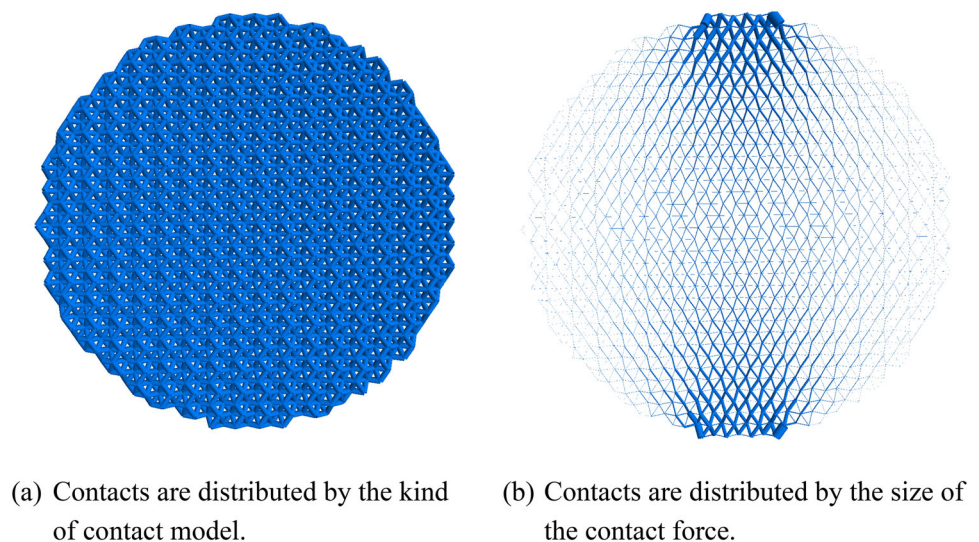 (a) Contacts are distributed by the kind
of contact model.
(b) Contacts are distributed by the size of
the contact force.